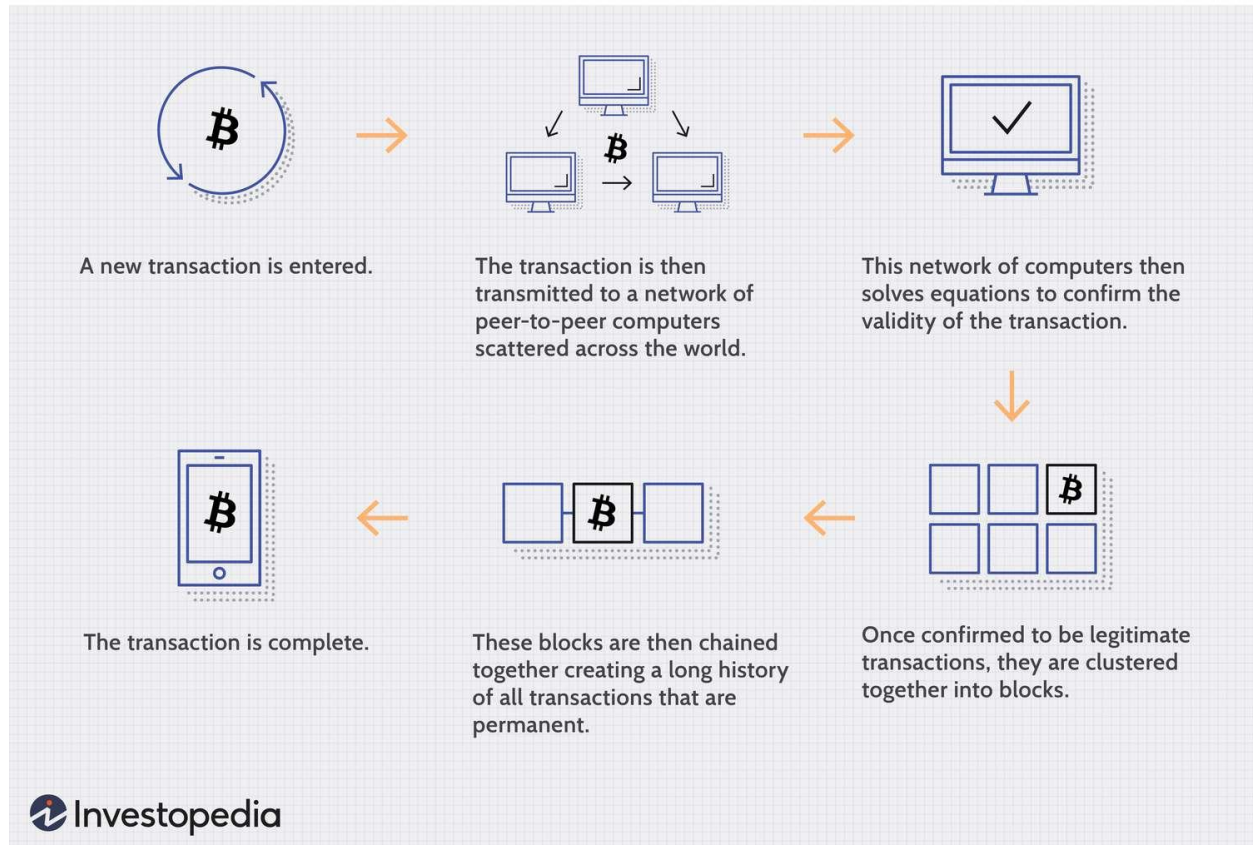 A new transaction is entered.
The transaction is then
transmitted to a network of
peer-to-peer computers
scattered across the world.
This network of computers then
solves equations to confirm the
validity of the transaction.
Once confirmed to be legitimate
transactions, they are clustered
together into blocks.
These blocks are then chained
together creating a long history
of all transactions that are
permanent.
The transaction is complete.
Investopedia